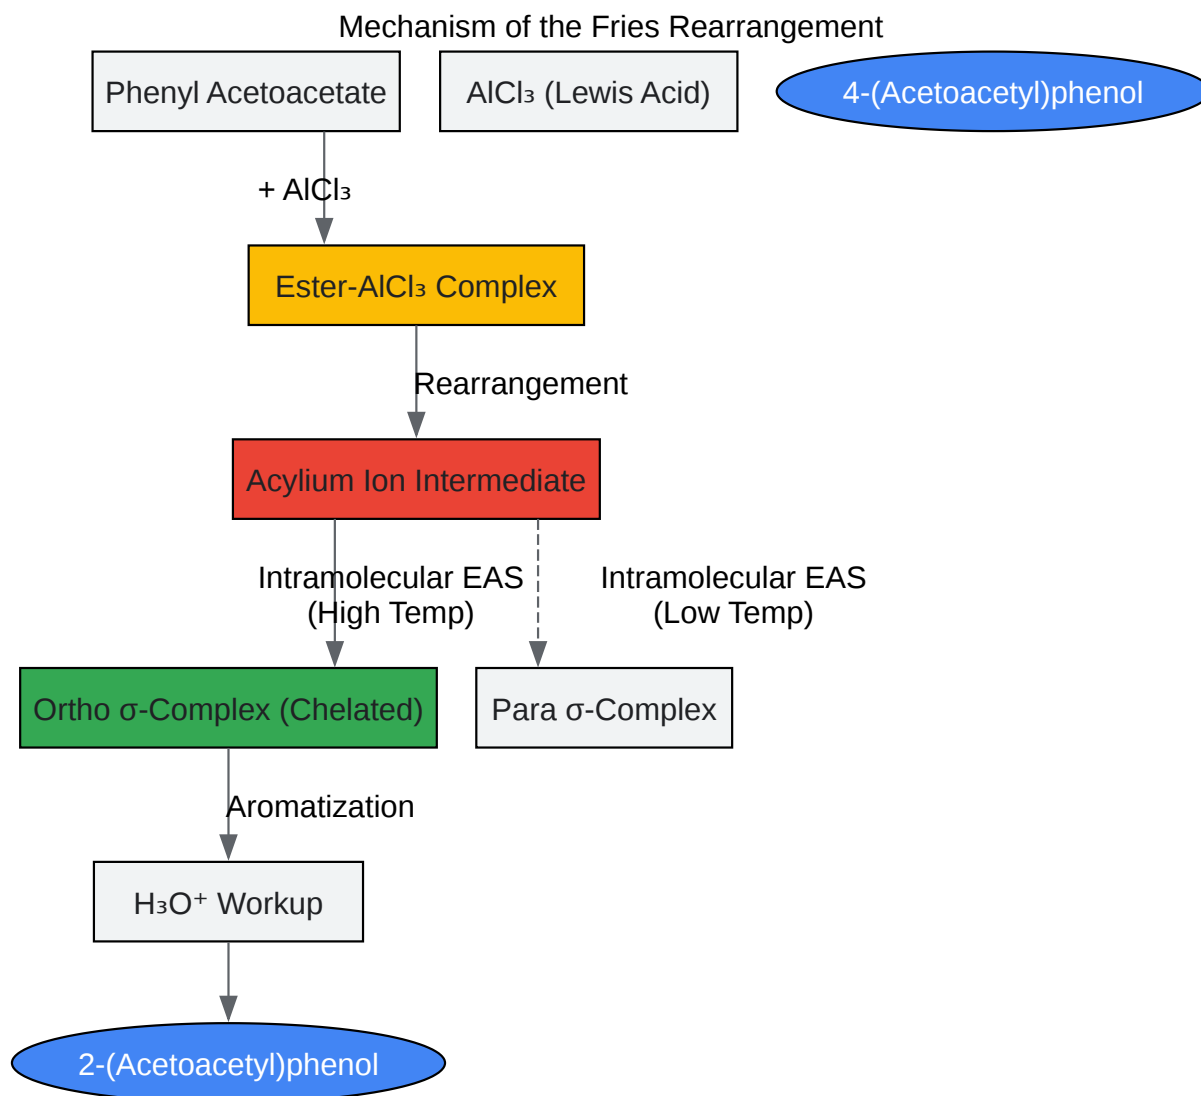 Mechanism of the Fries Rearrangement
Phenyl Acetoacetate
AlCl₃ (Lewis Acid)
4-(Acetoacetyl)phenol
+ AlCl₃
Ester-AlCl₃ Complex
Rearrangement
Acylium Ion Intermediate
Intramolecular EAS
(High Temp)
Intramolecular EAS
(Low Temp)
Ortho σ-Complex (Chelated)
Para σ-Complex
Aromatization
H₃O⁺ Workup
2-(Acetoacetyl)phenol